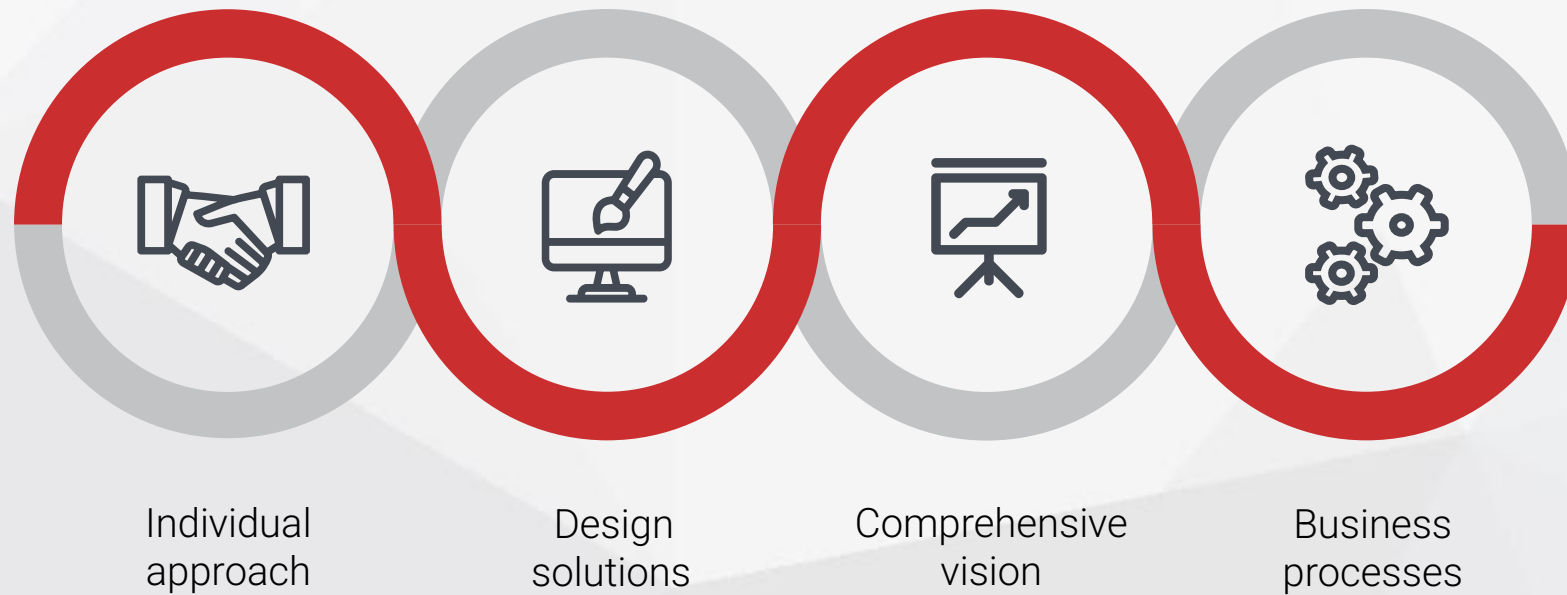 Individual
approach
Design
solutions
Comprehensive
vision
Business
processes